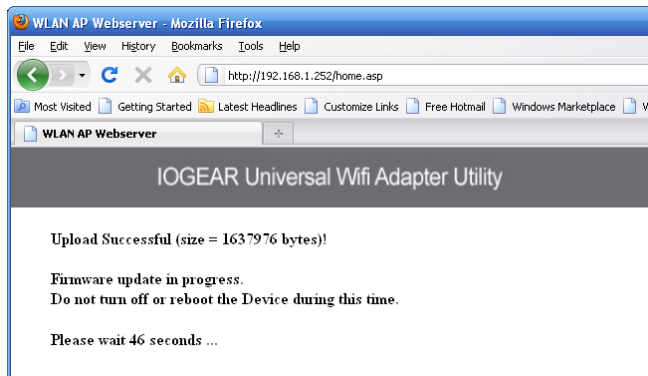 WLAN AP Webserver - Mozilla Firefox
File Edit View History Bookmarks Tools Help
http://192.168.1.252/home.asp
Most Visited Getting Started Latest Headlines Customize Links Free Hotmail Windows Marketplace
WLAN AP Webserver
IOGEAR Universal Wifi Adapter Utility
Upload Successful (size = 1637976 bytes)!
Firmware update in progress.
Do not turn off or reboot the Device during this time.
Please wait 46 seconds ...